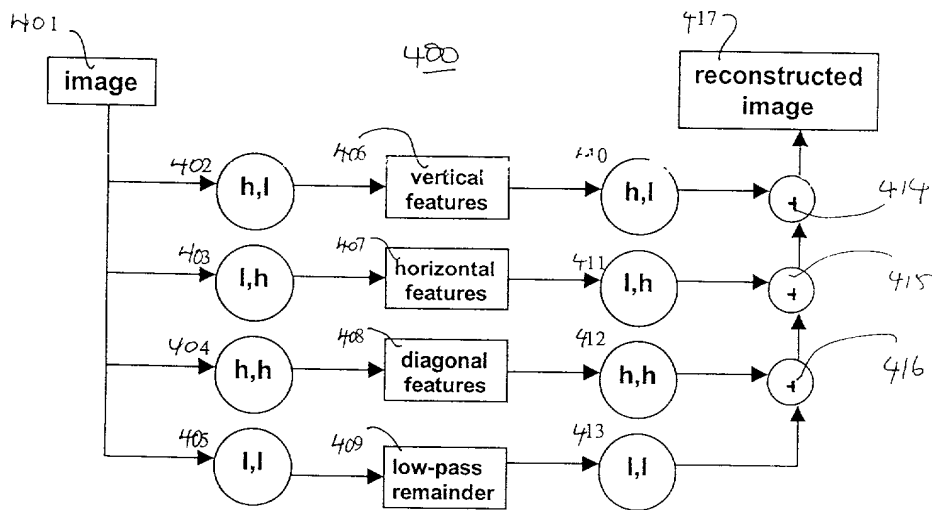 401
417
400
image
reconstructed
image
402
h,l
406
vertical
features
h,l
+
414
403
l,h
407
horizontal
features
411
l,h
+
415
404
h,h
408
diagonal
features
412
h,h
+
416
405
l,l
409
low-pass
remainder
413
l,l